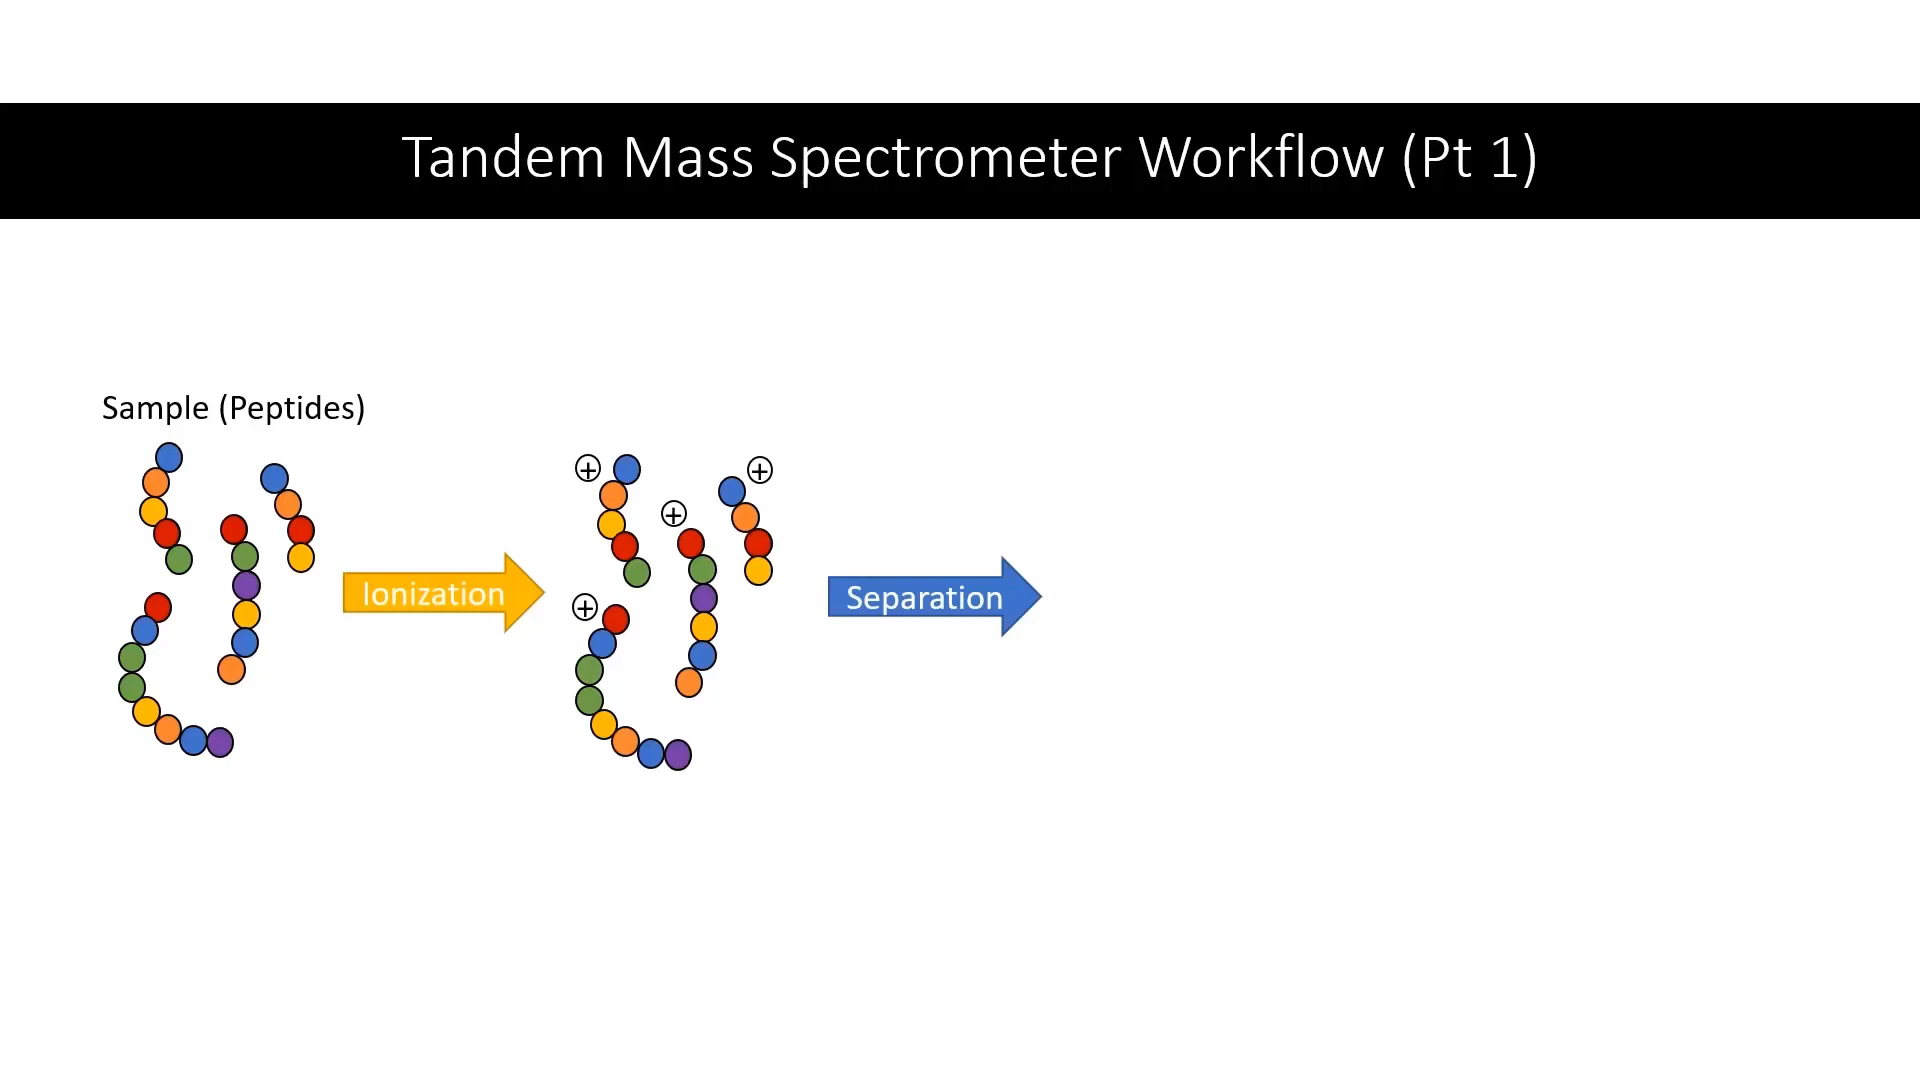 Tandem Mass Spectrometer Workflow (Pt 1)
Sample (Peptides)
+
+
+
Ionization
Separation
+